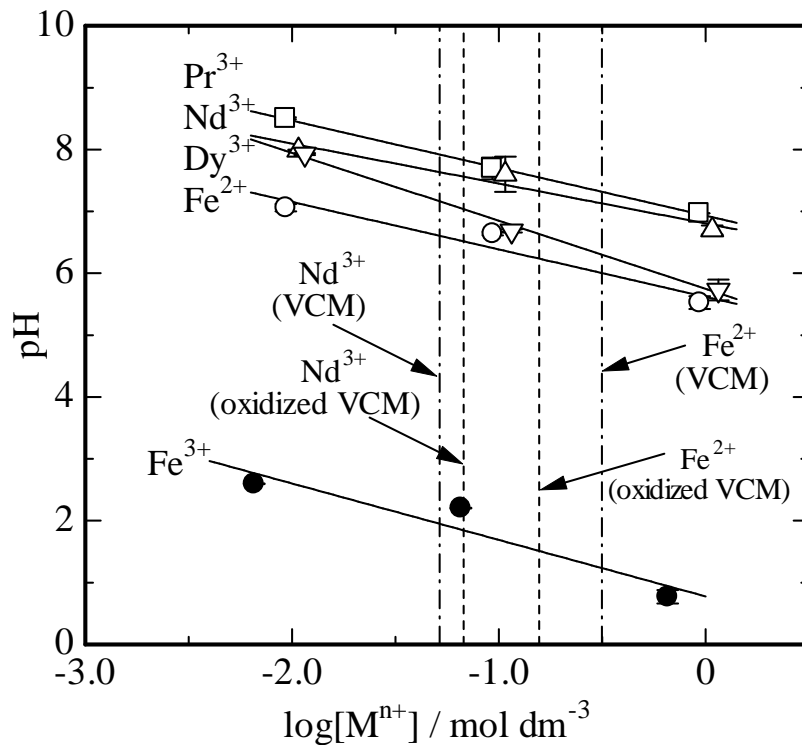 10
8
6
4
2
0
pH
Pr³⁺
Nd³⁺
Dy³⁺
Fe²⁺
Nd³⁺
(VCM)
Nd³⁺
(oxidized VCM)
Fe²⁺
(VCM)
Fe³⁺
Fe²⁺
(oxidized VCM)
-3.0 -2.0 -1.0 0
log[Mⁿ⁺] / mol dm⁻³